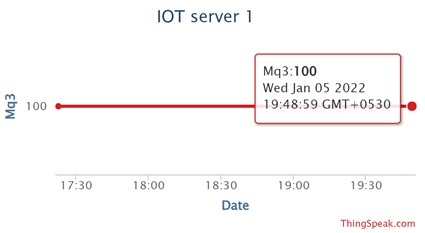 IOT server 1
Mq3:100
Wed Jan 05 2022
19:48:59 GMT+0530
Mq3
100
17:30 18:00 18:30 19:00 19:30
Date
ThingSpeak.com